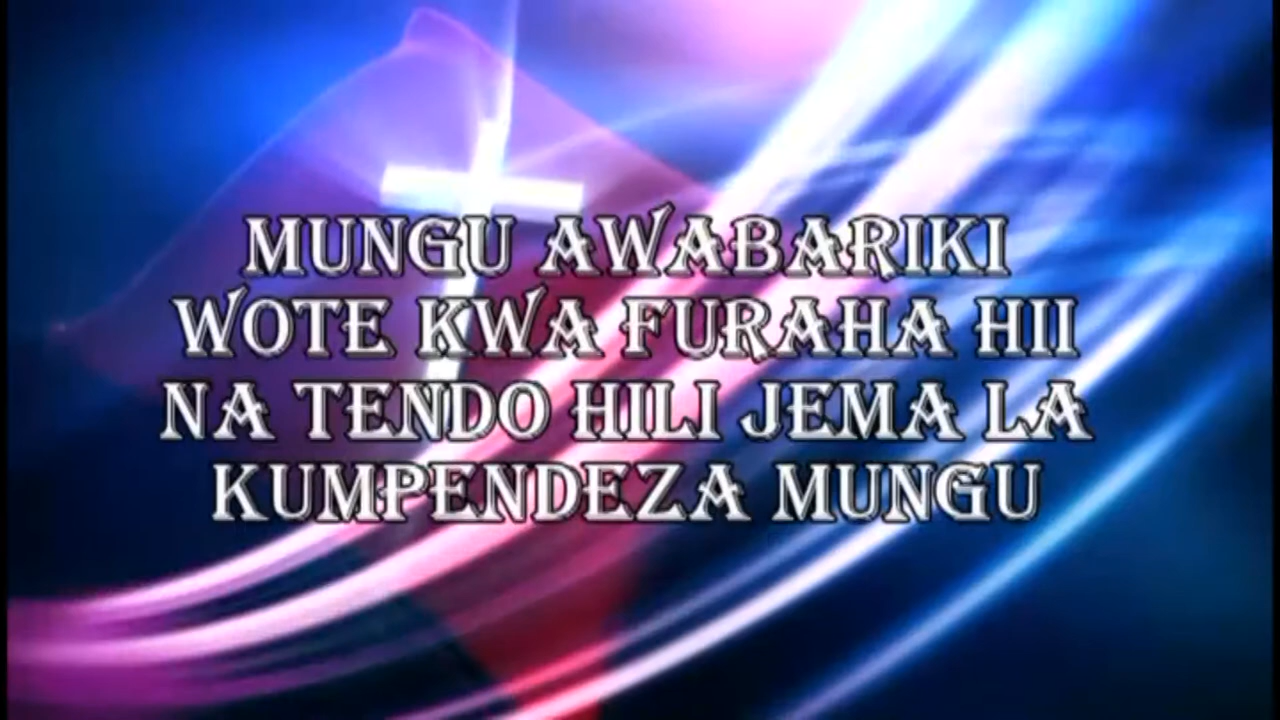 MUNGU AWABARIKI
WOTE KWA FURAHA HII
NA TENDO HILI JEMA LA
KUMPENDEZA MUNGU